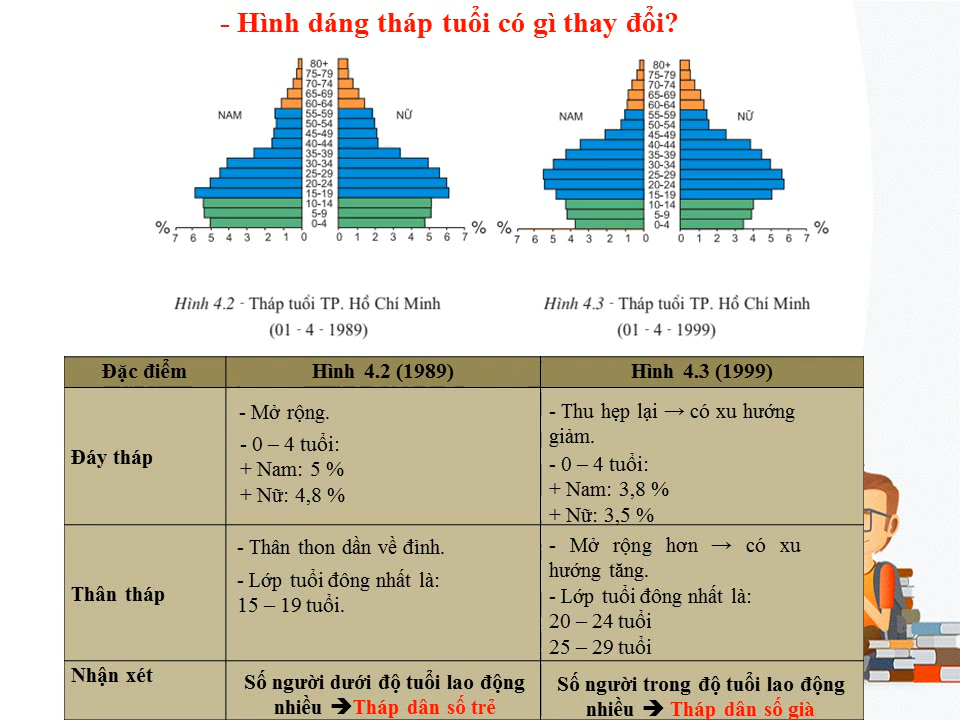 - Hình dáng tháp tuổi có gì thay đổi?
80+
75-79
70-74
65-69
60-64
55-59
50-54
45-49
40-44
35-39
30-34
25-29
20-24
15-19
10-14
5-9
0-4
NAM
NỮ
% 7 6 5 4 3 2 1 0 0 1 2 3 4 5 6 7 %
Hình 4.2 - Tháp tuổi TP. Hồ Chí Minh
(01 - 4 - 1989)
80+
75-79
70-74
65-69
60-64
55-59
50-54
45-49
40-44
35-39
30-34
25-29
20-24
15-19
10-14
5-9
0-4
NAM
NỮ
% 7 6 5 4 3 2 1 0 0 1 2 3 4 5 6 7 %
Hình 4.3 - Tháp tuổi TP. Hồ Chí Minh
(01 - 4 - 1999)
Đặc điểm
Hình 4.2 (1989)
Hình 4.3 (1999)
Đáy tháp
- Mở rộng.
- 0 – 4 tuổi:
+ Nam: 5 %
+ Nữ: 4,8 %
- Thu hẹp lại → có xu hướng
giảm.
- 0 – 4 tuổi:
+ Nam: 3,8 %
+ Nữ: 3,5 %
Thân tháp
- Thân thon dần về đỉnh.
- Lớp tuổi đông nhất là:
15 – 19 tuổi.
- Mở rộng hơn → có xu
hướng tăng.
- Lớp tuổi đông nhất là:
20 – 24 tuổi
25 – 29 tuổi
Nhận xét
Số người dưới độ tuổi lao động
nhiều ➔Tháp dân số trẻ
Số người trong độ tuổi lao động
nhiều ➔ Tháp dân số già